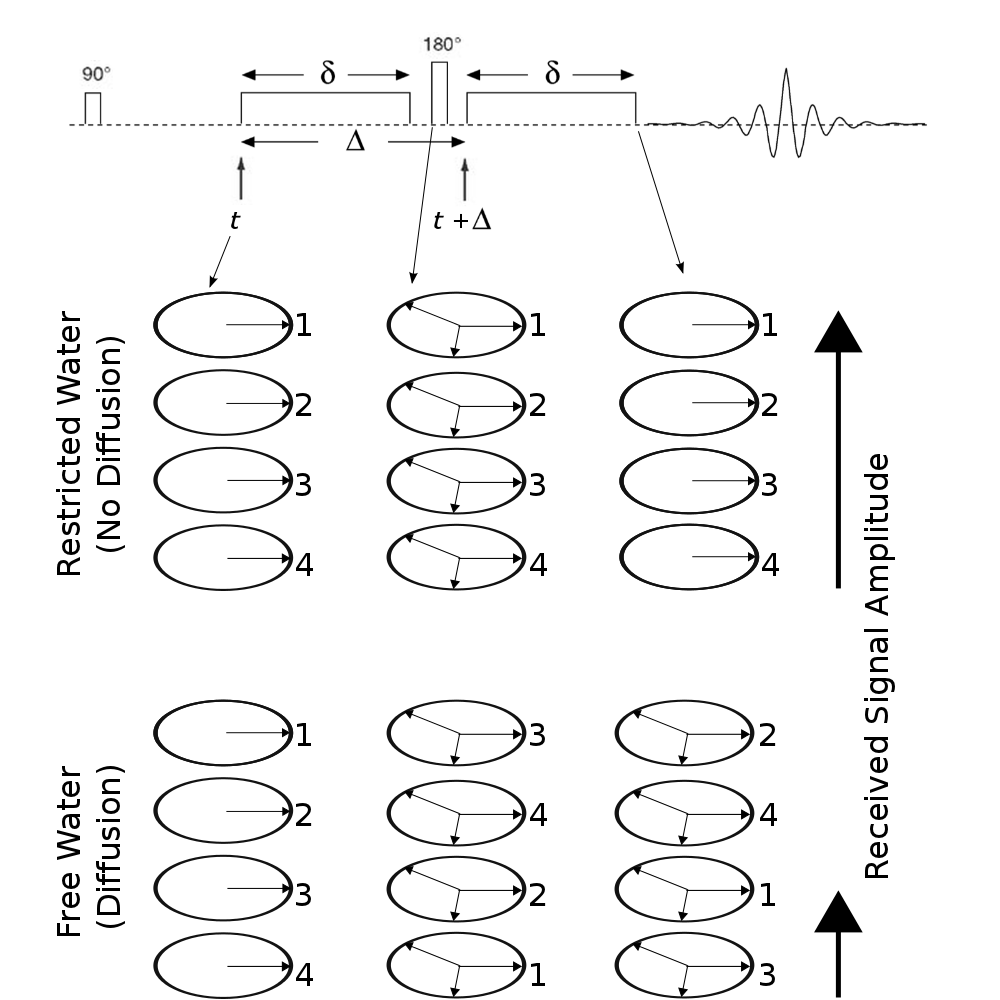 180°
90°
δ
δ
Δ
t
t + Δ
Restricted Water
(No Diffusion)
1
1
1
2
2
2
3
3
3
4
4
4
Received Signal Amplitude
Free Water
(Diffusion)
1
3
2
2
4
4
3
2
1
4
1
3